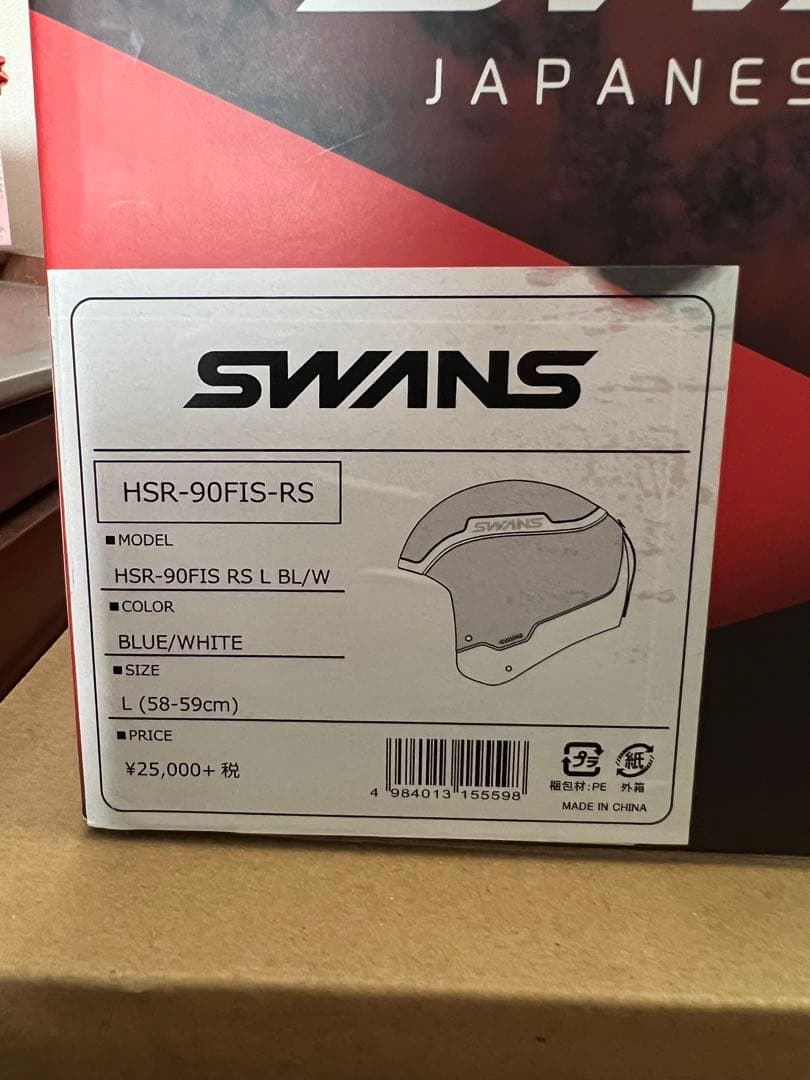 JAPANES
SWANS
HSR-90FIS-RS
■MODEL
HSR-90FIS RS L BL/W
■COLOR
BLUE/WHITE
■SIZE
L (58-59cm)
■PRICE
¥25,000+ 税
SWANS
4 984013 155598
プラ
紙
梱包材:PE 外箱
MADE IN CHINA